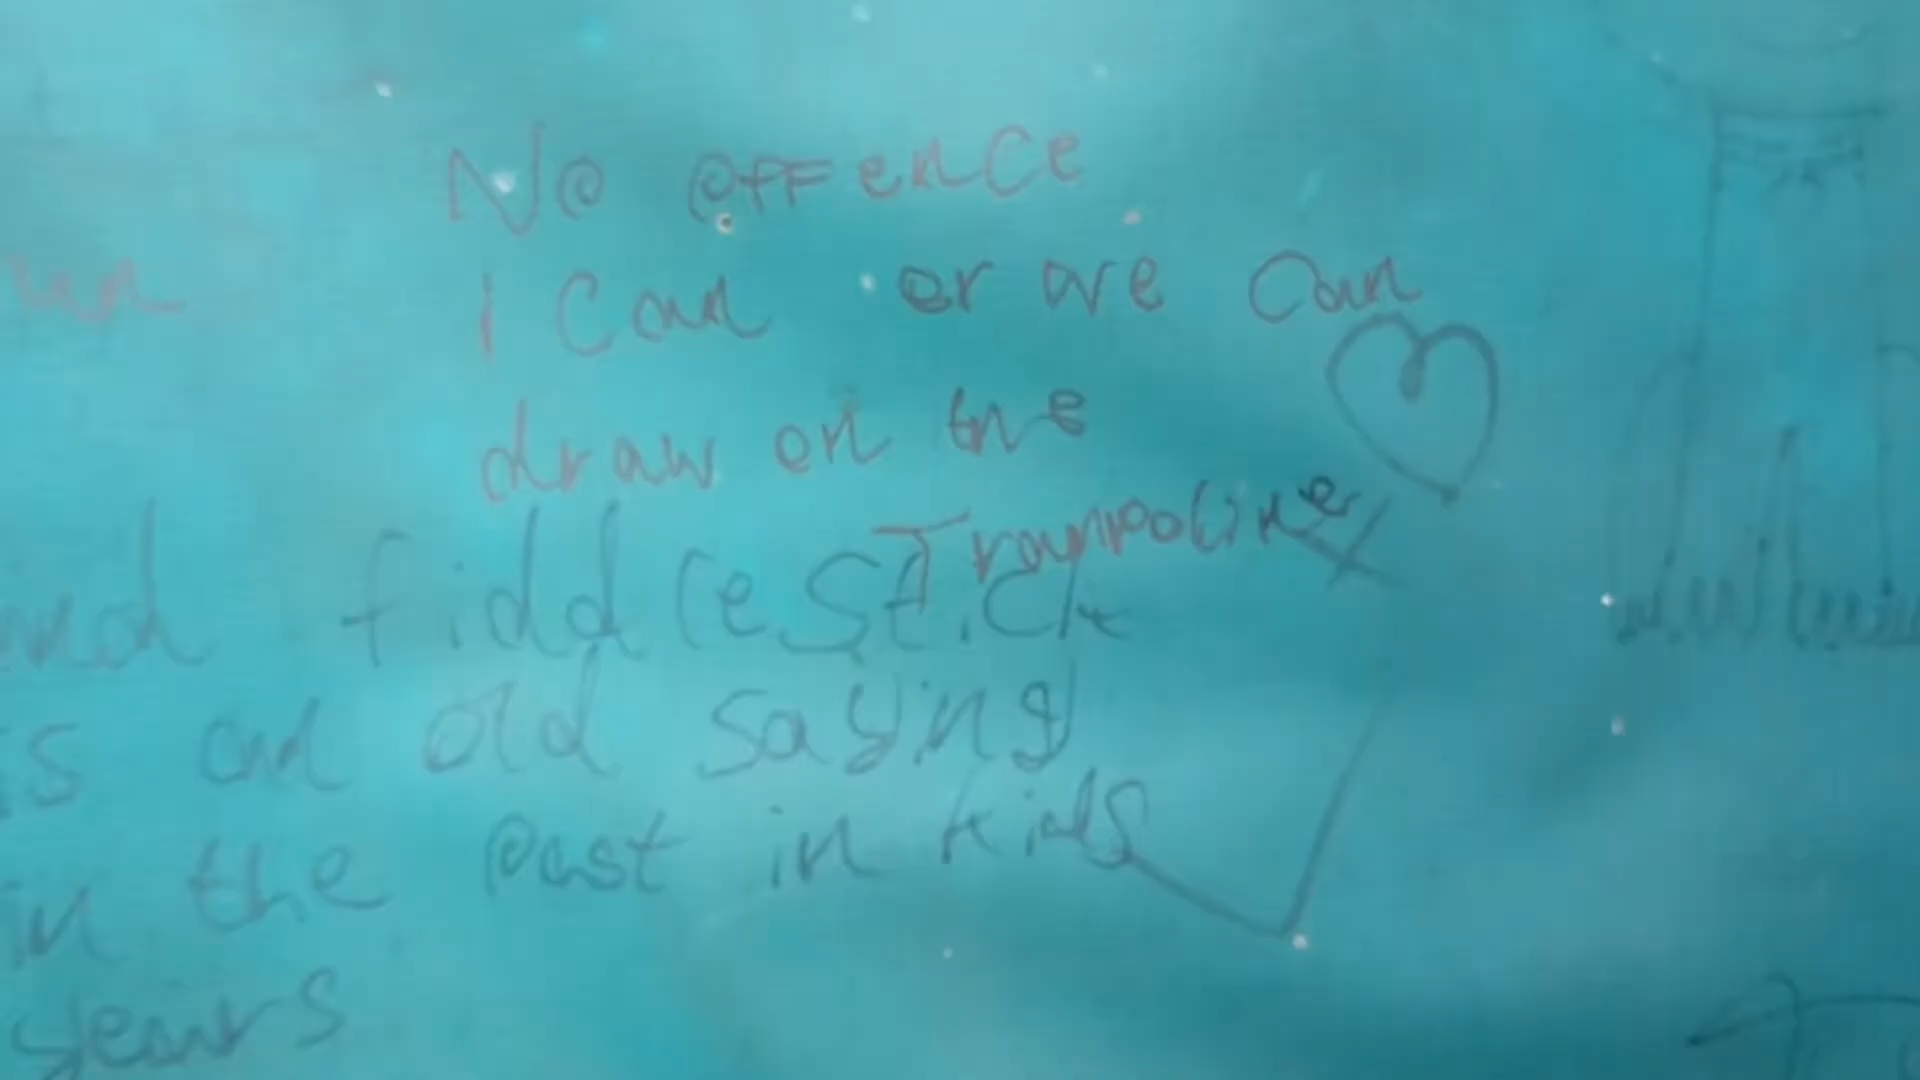 No offence
i can or we can
draw on the
Trampoline
and fiddlestick
is an old saying
in the past in kids
years